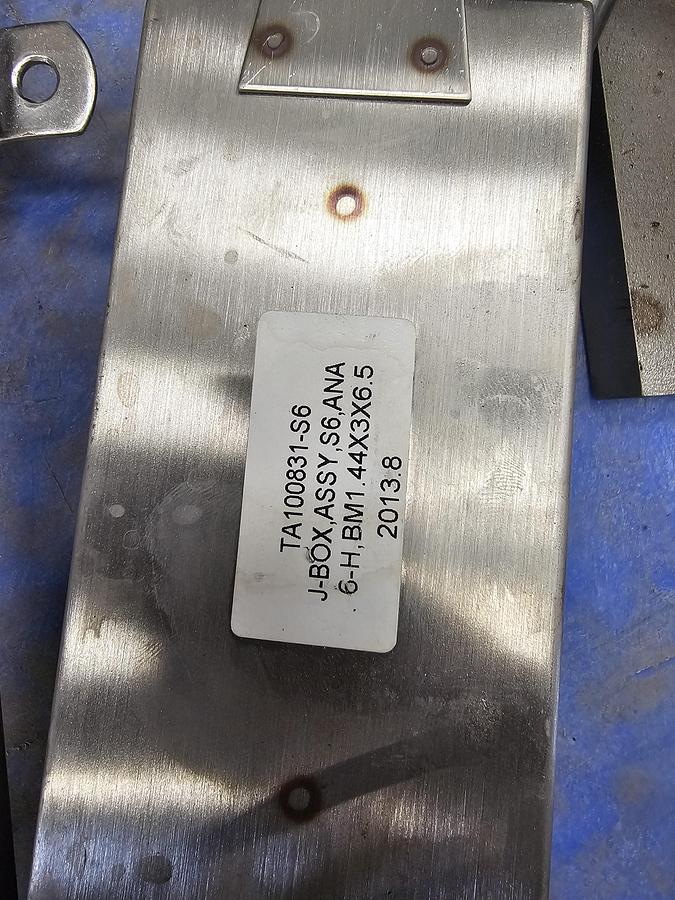 TA100831-S6
J-BOX,ASSY,S6,ANA
6-H,BM1.44X3X6.5
2013.8